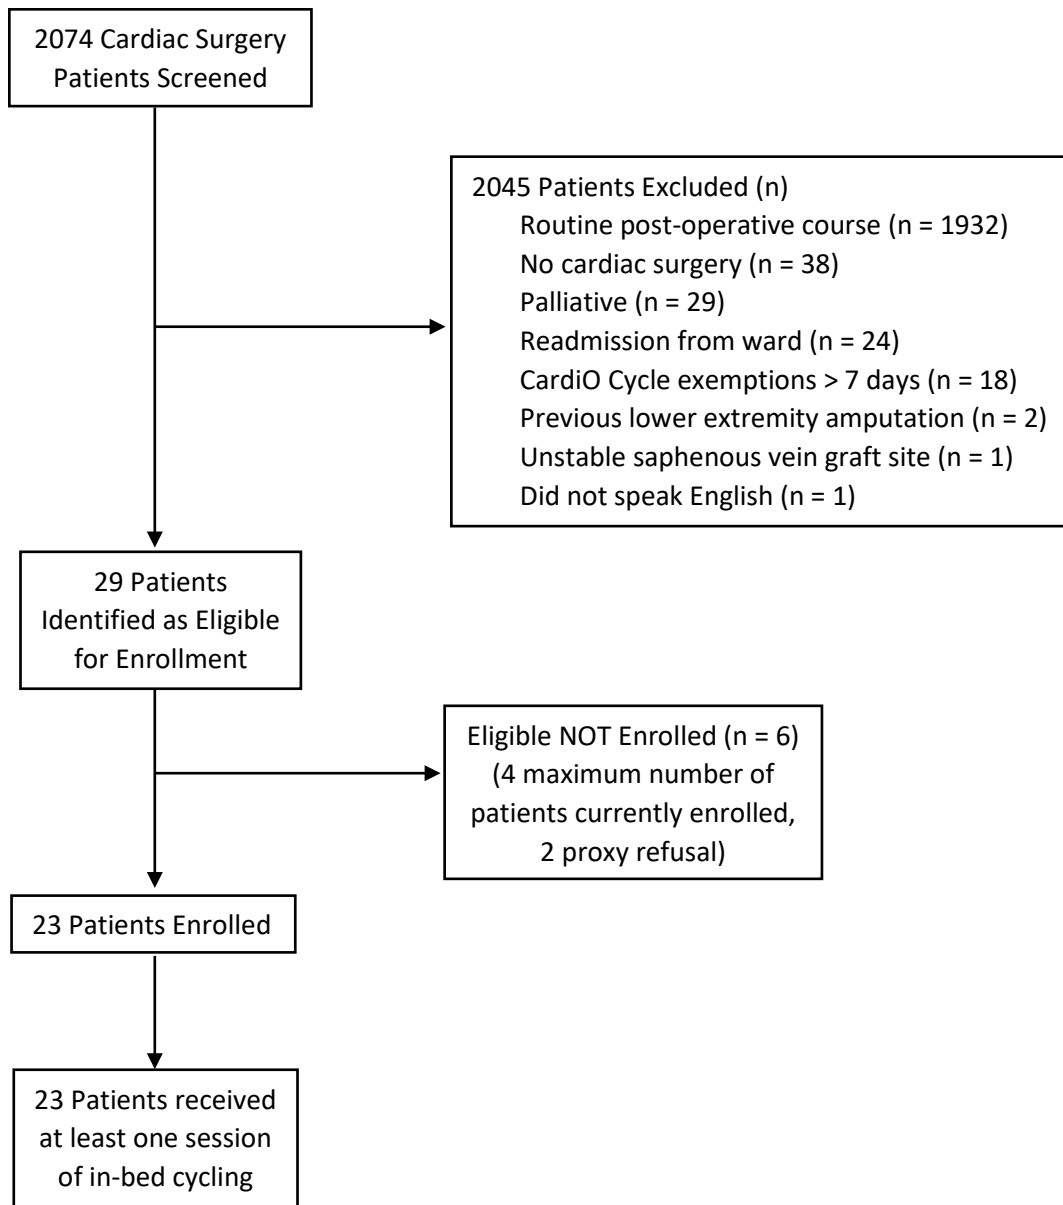 2074 Cardiac Surgery
Patients Screened
2045 Patients Excluded (n)
Routine post-operative course (n = 1932)
No cardiac surgery (n = 38)
Palliative (n = 29)
Readmission from ward (n = 24)
CardiO Cycle exemptions > 7 days (n = 18)
Previous lower extremity amputation (n = 2)
Unstable saphenous vein graft site (n = 1)
Did not speak English (n = 1)
29 Patients
Identified as Eligible
for Enrollment
Eligible NOT Enrolled (n = 6)
(4 maximum number of
patients currently enrolled,
2 proxy refusal)
23 Patients Enrolled
23 Patients received
at least one session
of in-bed cycling